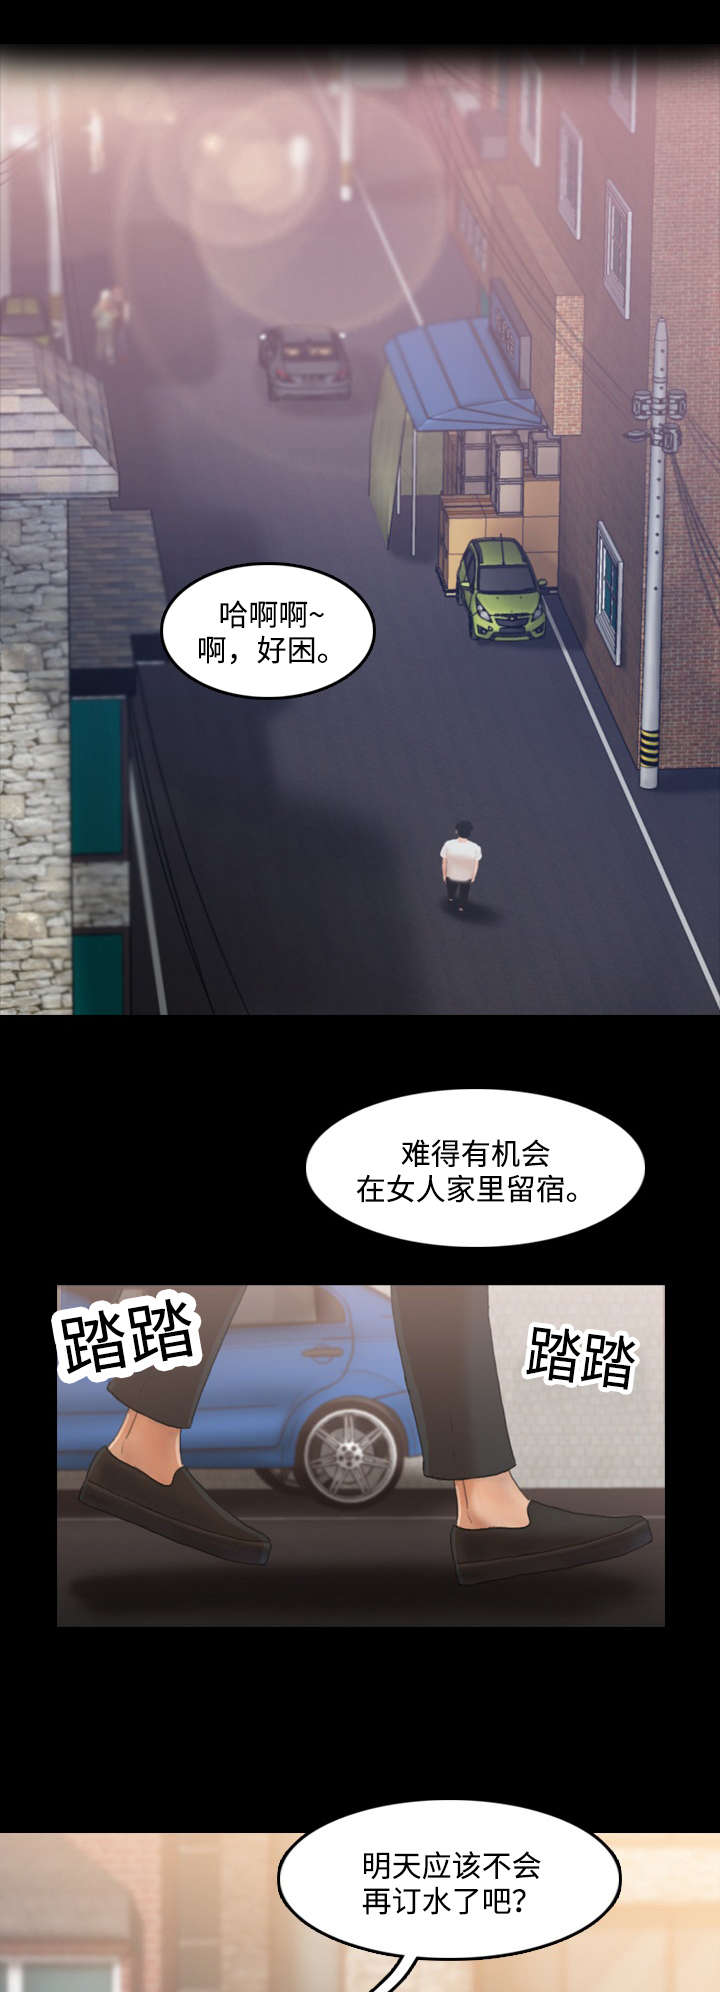 哈啊啊~
啊，好困。
难得有机会
在女人家里留宿。
踏踏
踏踏
明天应该不会
再订水了吧？